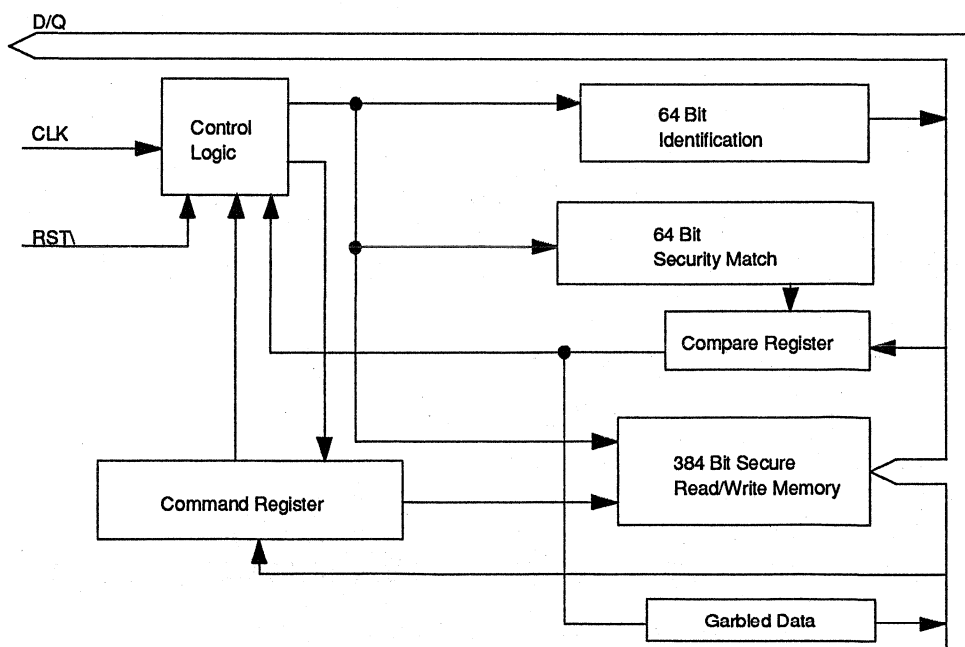 D/Q
CLK
Control
Logic
64 Bit
Identification
RST\
64 Bit
Security Match
Compare Register
384 Bit Secure
Read/Write Memory
Command Register
Garbled Data